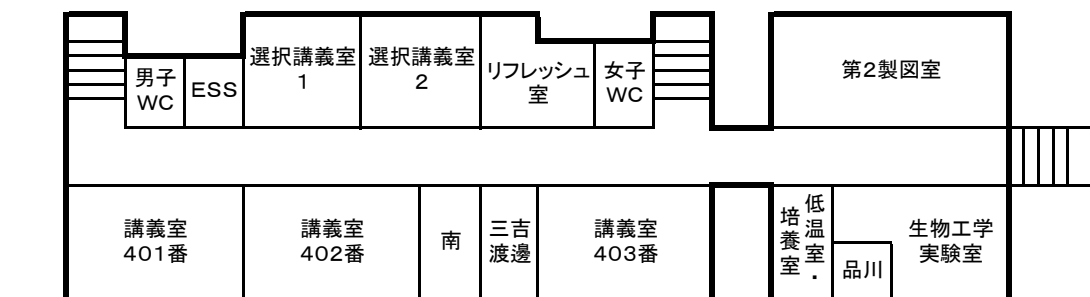 男子
WC
ESS
選択講義室
1
選択講義室
2
リフレッシュ
室
女子
WC
第2製図室
講義室
401番
講義室
402番
南
三吉
渡邊
講義室
403番
低温室・
培養室
品川
生物工学
実験室